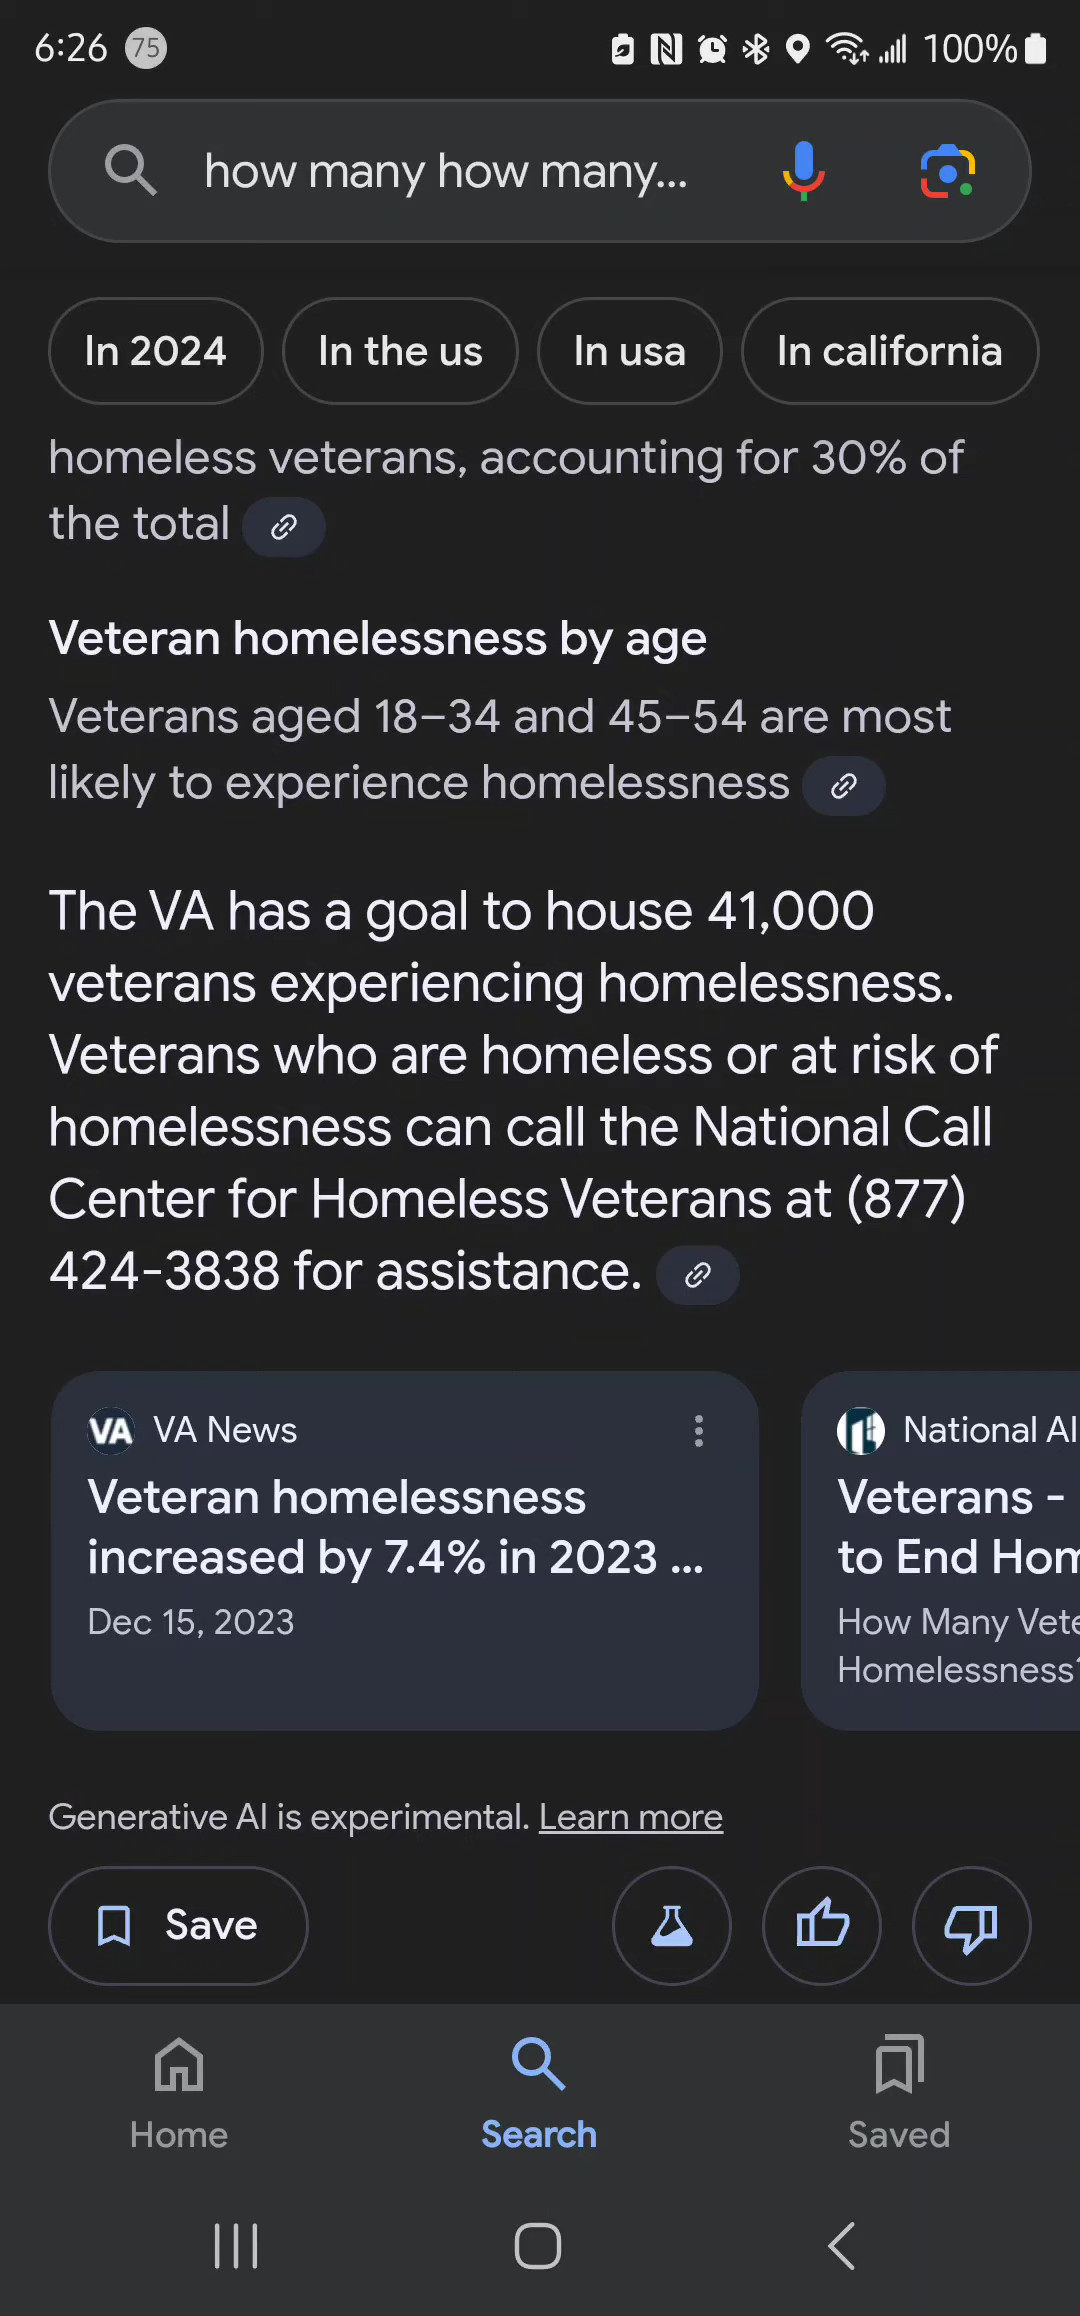 6:26 75 100%
how many how many...
In 2024 In the us In usa In california
homeless veterans, accounting for 30% of
the total
Veteran homelessness by age
Veterans aged 18–34 and 45–54 are most
likely to experience homelessness
The VA has a goal to house 41,000
veterans experiencing homelessness.
Veterans who are homeless or at risk of
homelessness can call the National Call
Center for Homeless Veterans at (877)
424-3838 for assistance.
VA VA News
Veteran homelessness
increased by 7.4% in 2023 ...
Dec 15, 2023
National Al
Veterans -
to End Hom
How Many Vete
Homelessness?
Generative AI is experimental. Learn more
Save
Home Search Saved